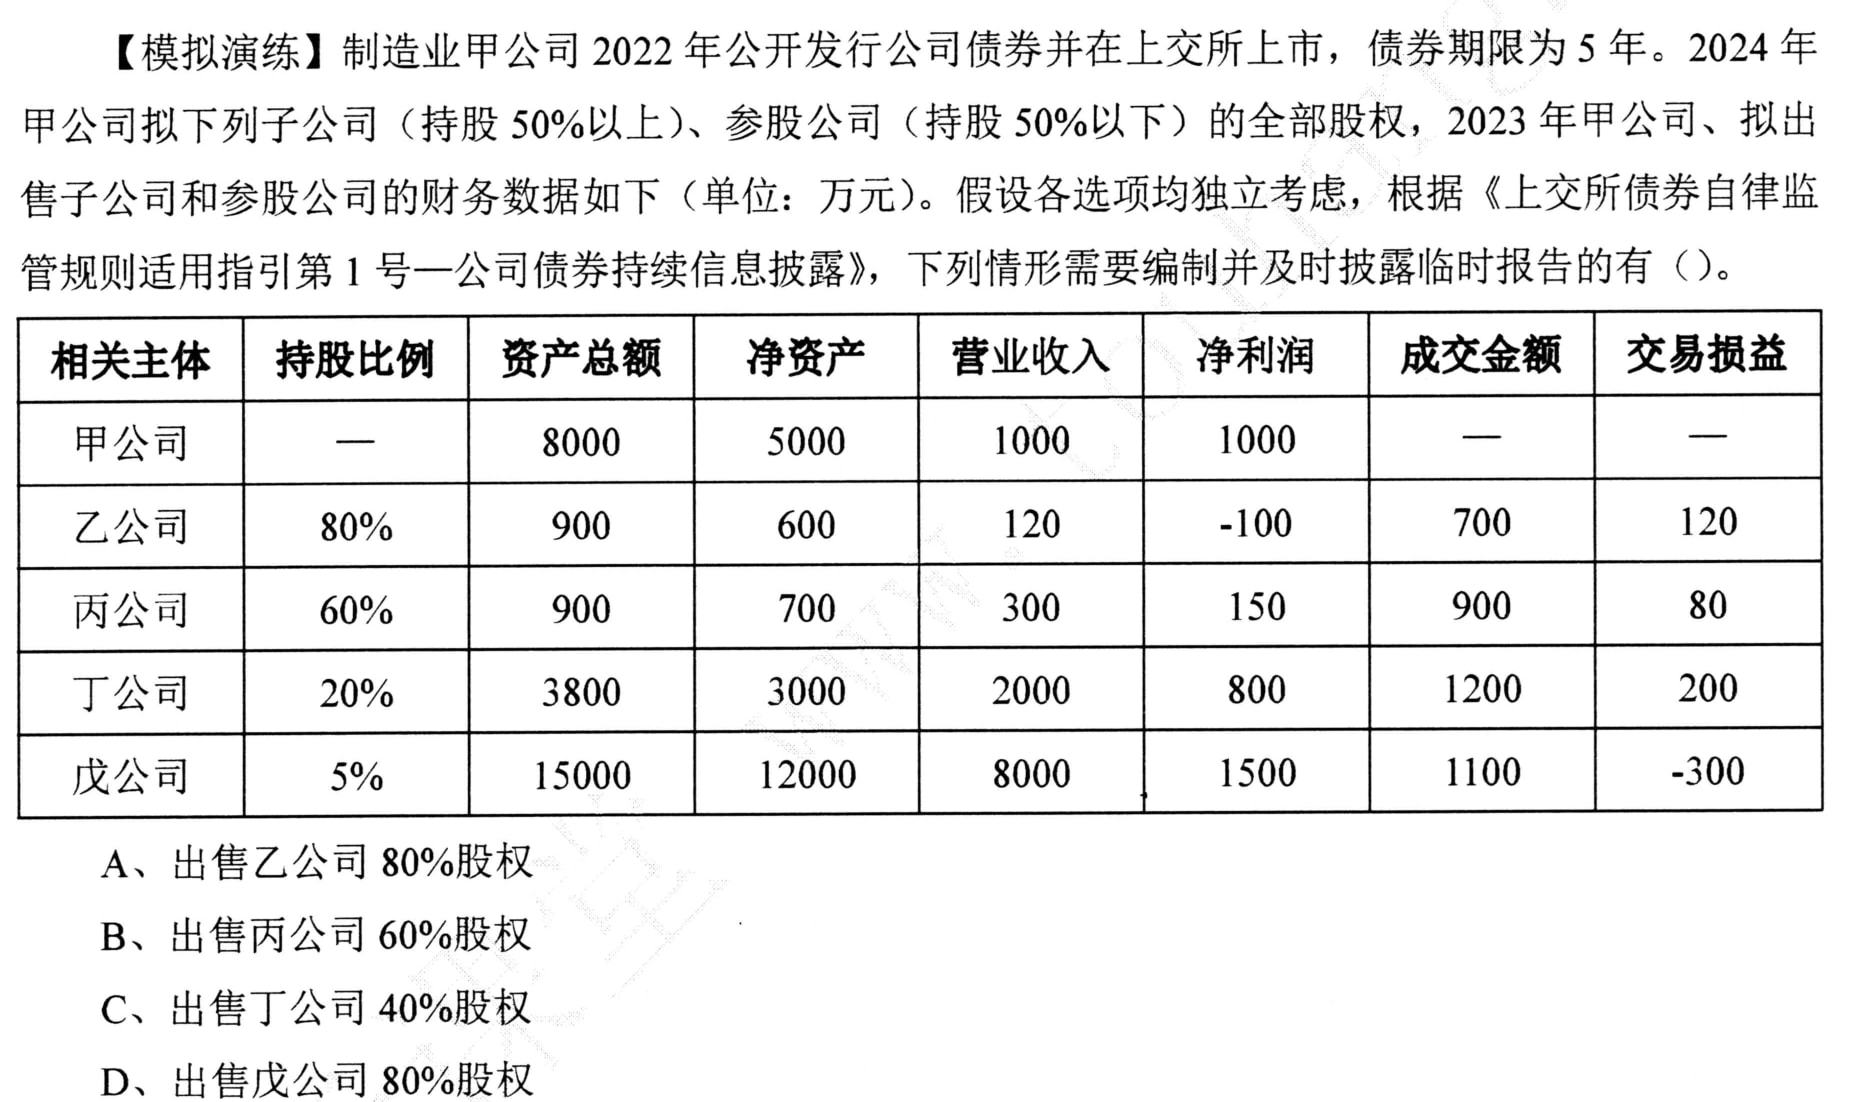 【模拟演练】制造业甲公司 2022 年公开发行公司债券并在上交所上市，债券期限为 5 年。2024 年
甲公司拟下列子公司（持股 50%以上）、参股公司（持股 50%以下）的全部股权，2023 年甲公司、拟出
售子公司和参股公司的财务数据如下（单位：万元）。假设各选项均独立考虑，根据《上交所债券自律监
管规则适用指引第 1 号—公司债券持续信息披露》，下列情形需要编制并及时披露临时报告的有（）。
相关主体 持股比例 资产总额 净资产 营业收入 净利润 成交金额 交易损益
甲公司 — 8000 5000 1000 1000 — —
乙公司 80% 900 600 120 -100 700 120
丙公司 60% 900 700 300 150 900 80
丁公司 20% 3800 3000 2000 800 1200 200
戊公司 5% 15000 12000 8000 1500 1100 -300
A、出售乙公司 80%股权
B、出售丙公司 60%股权
C、出售丁公司 40%股权
D、出售戊公司 80%股权